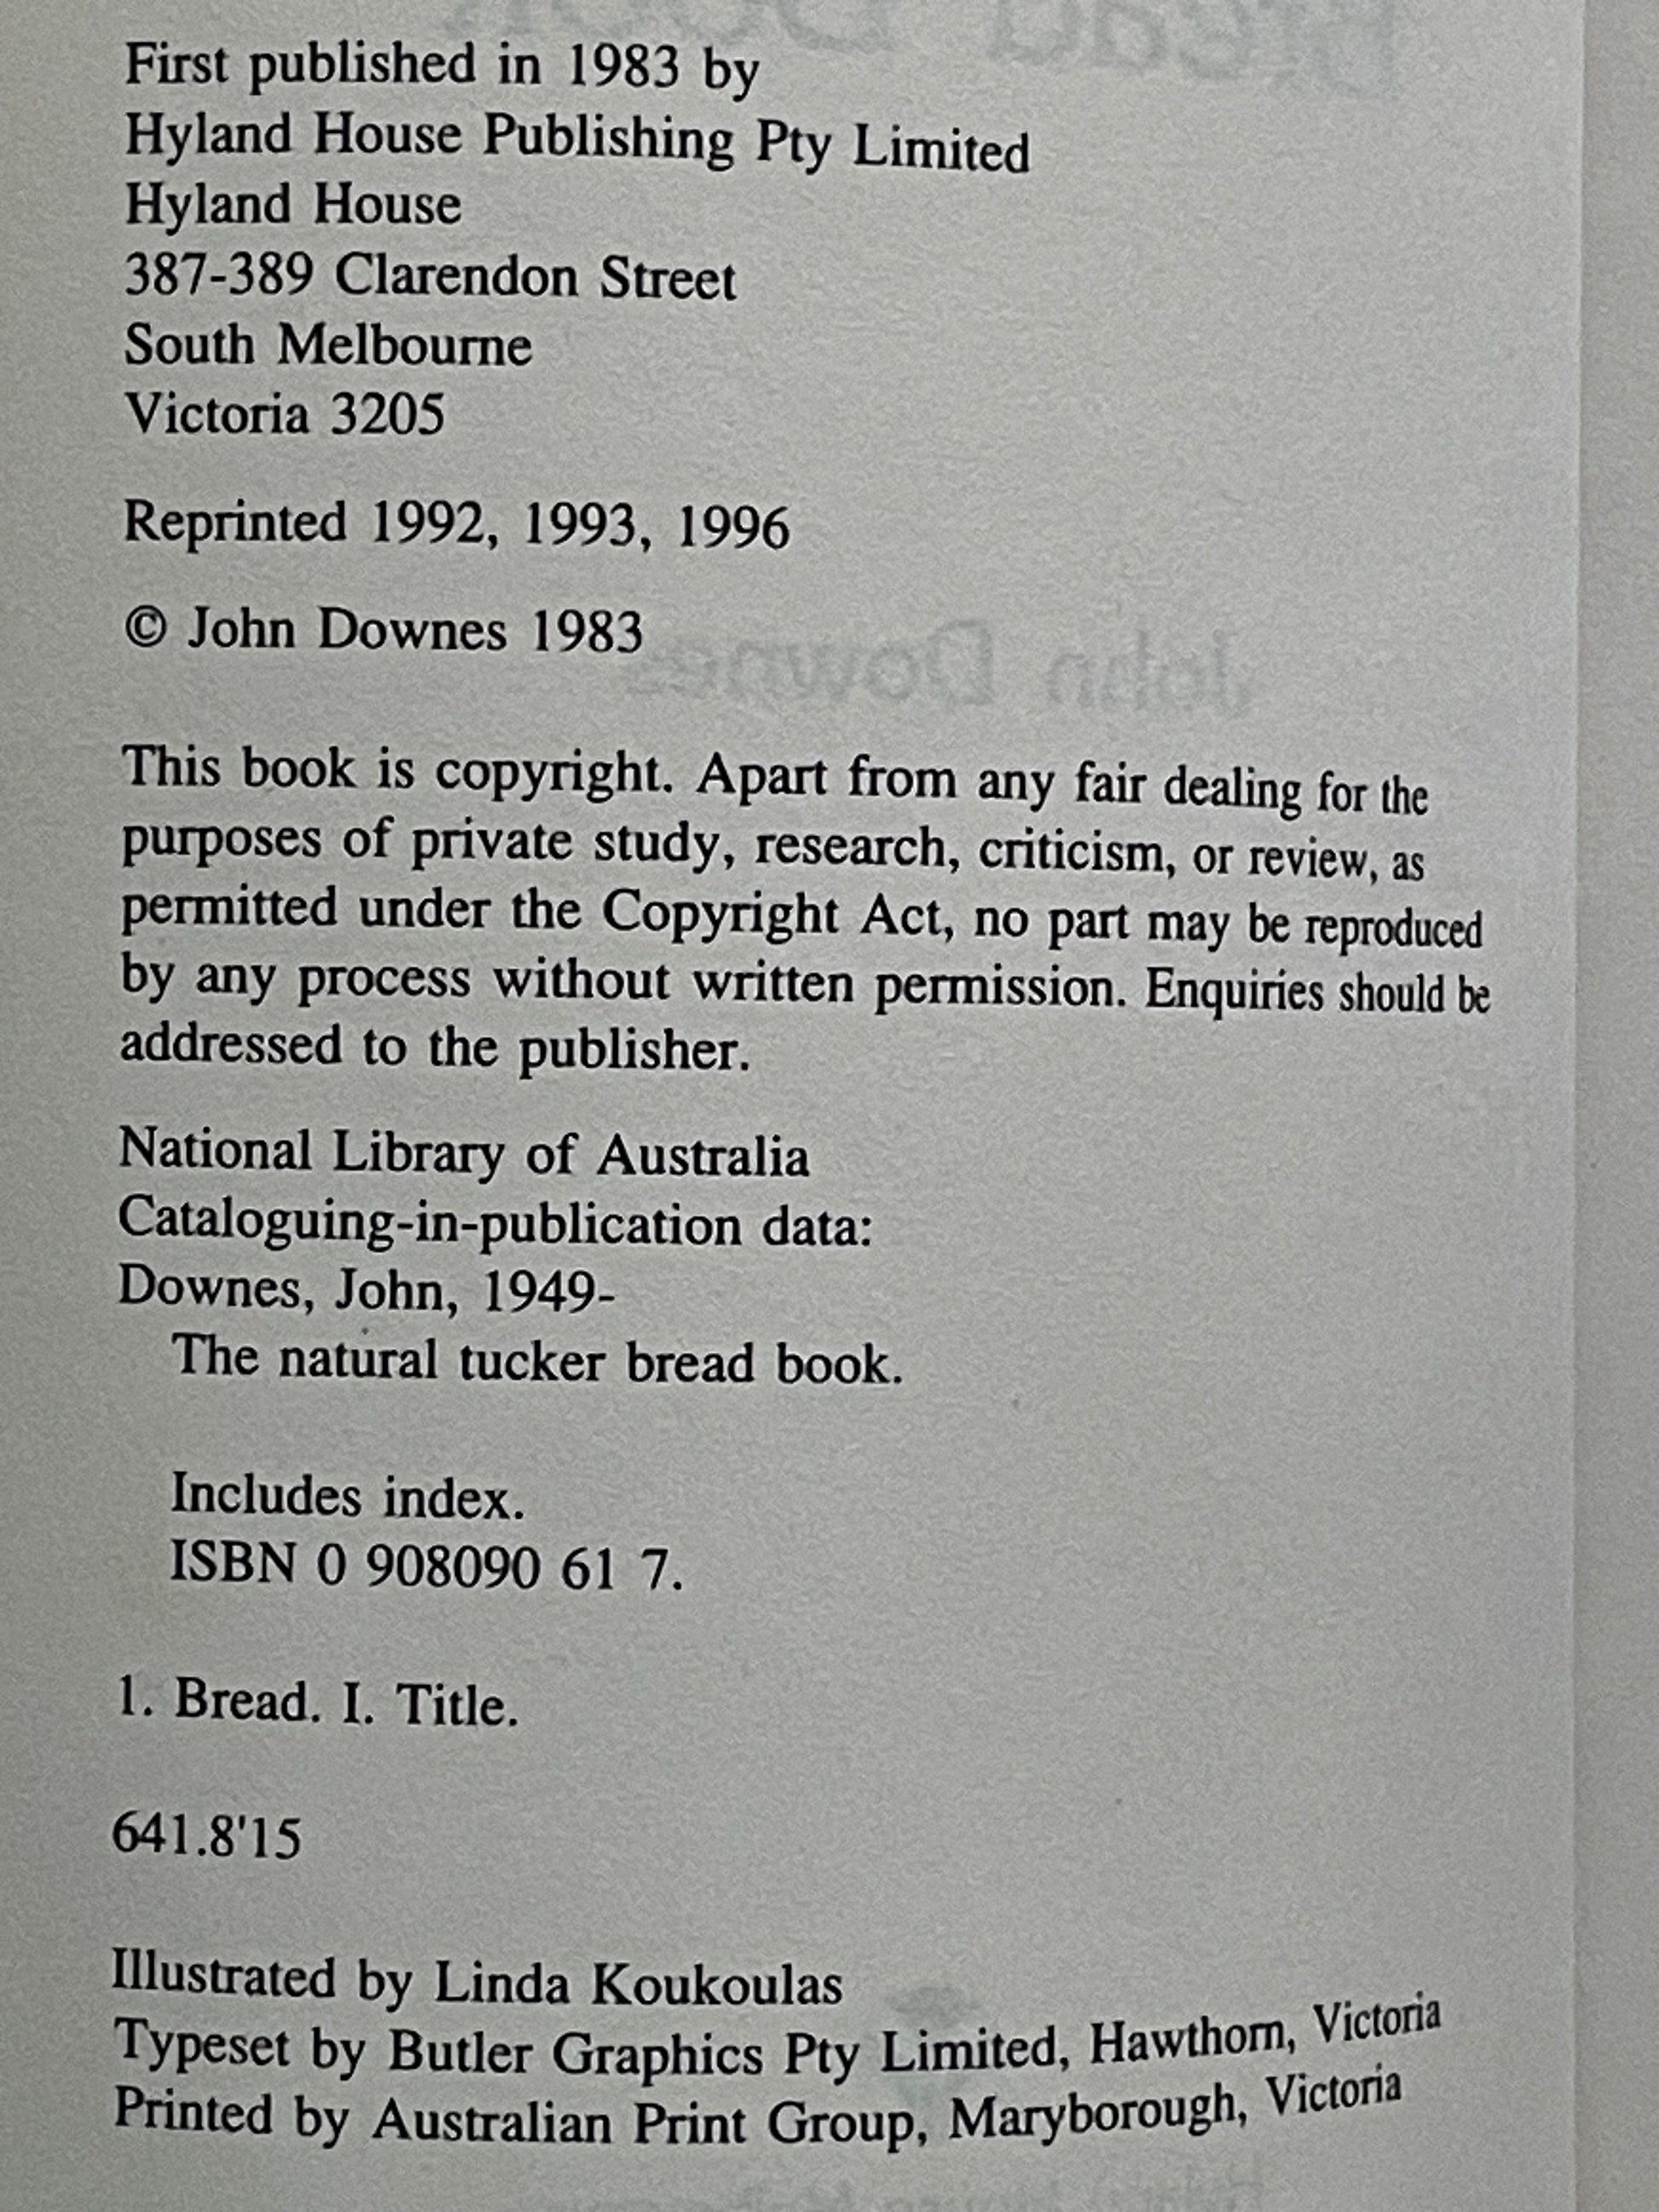 First published in 1983 by
Hyland House Publishing Pty Limited
Hyland House
387-389 Clarendon Street
South Melbourne
Victoria 3205
Reprinted 1992, 1993, 1996
© John Downes 1983
John Downes
This book is copyright. Apart from any fair dealing for the
purposes of private study, research, criticism, or review, as
permitted under the Copyright Act, no part may be reproduced
by any process without written permission. Enquiries should be
addressed to the publisher.
National Library of Australia
Cataloguing-in-publication data:
Downes, John, 1949-
The natural tucker bread book.
Includes index.
ISBN 0 908090 61 7.
1. Bread. I. Title.
641.8'15
Illustrated by Linda Koukoulas
Typeset by Butler Graphics Pty Limited, Hawthorn, Victoria
Printed by Australian Print Group, Maryborough, Victoria